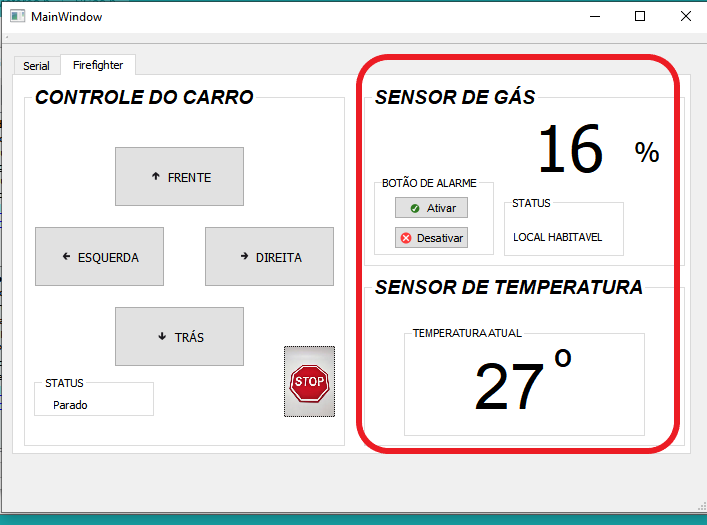 MainWindow
Serial
Firefighter
CONTROLE DO CARRO
FRENTE
ESQUERDA
DIREITA
TRÁS
STOP
STATUS
Parado
SENSOR DE GÁS
16 %
BOTÃO DE ALARME
Ativar
Desativar
STATUS
LOCAL HABITAVEL
SENSOR DE TEMPERATURA
TEMPERATURA ATUAL
27º